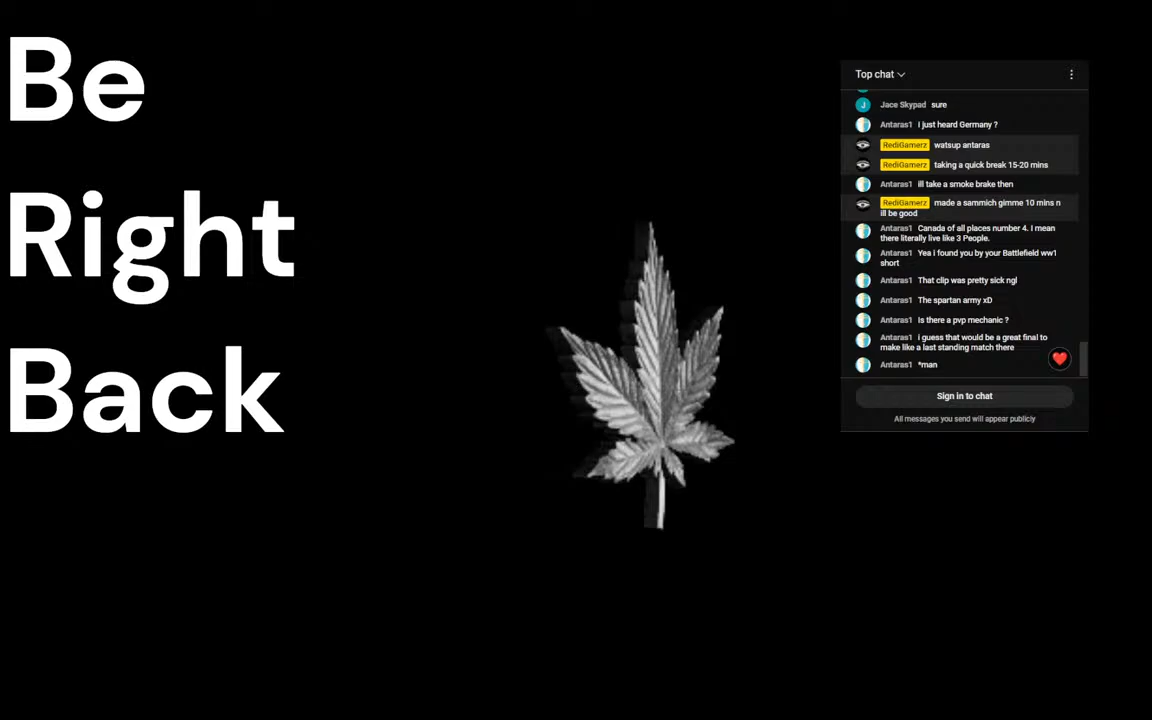 Be
Right
Back
Top chat
J Jace Skypad sure
Antaras1 I just heard Germany ?
RediGamerz watsup antaras
RediGamerz taking a quick break 15-20 mins
Antaras1 ill take a smoke brake then
RediGamerz made a sammich gimme 10 mins n
ill be good
Antaras1 Canada of all places number 4. I mean
there literally live like 3 People.
Antaras1 Yea i found you by your Battlefield ww1
short
Antaras1 That clip was pretty sick ngl
Antaras1 The spartan army xD
Antaras1 Is there a pvp mechanic ?
Antaras1 i guess that would be a great final to
make like a last standing match there
Antaras1 *man
Sign in to chat
All messages you send will appear publicly